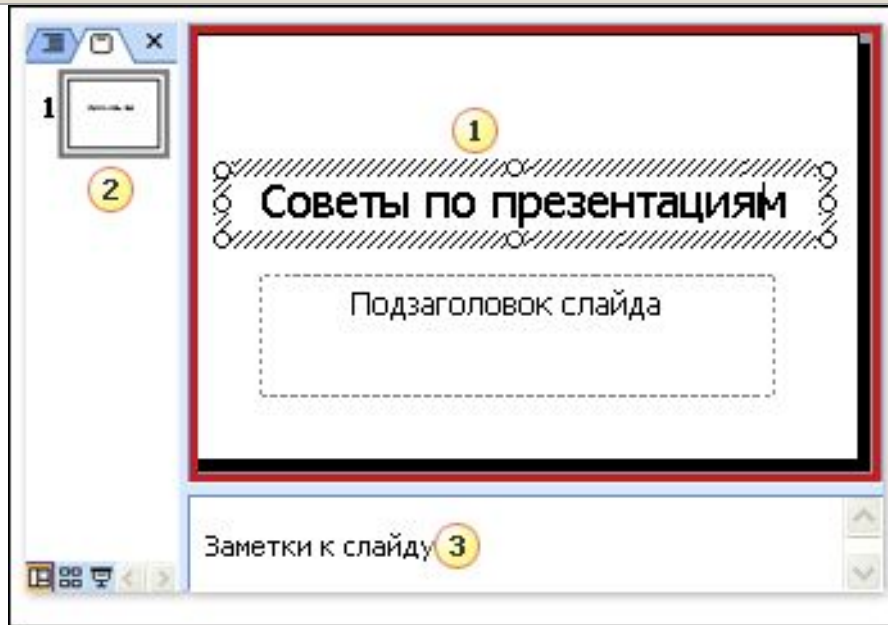 1
2
1
Советы по презентациям
Подзаголовок слайда
Заметки к слайду
3